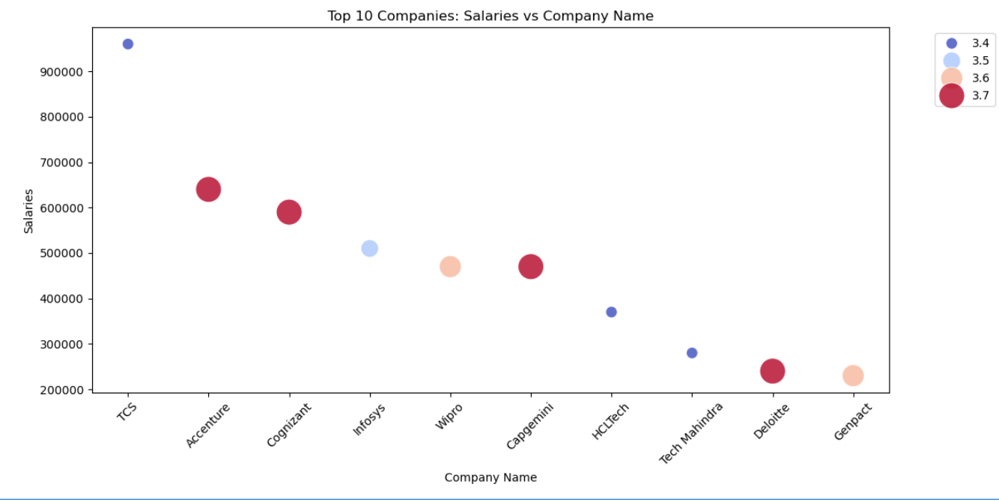 Top 10 Companies: Salaries vs Company Name
3.4
3.5
3.6
3.7
Salaries
900000
800000
700000
600000
500000
400000
300000
200000
TCS
Accenture
Cognizant
Infosys
Wipro
Capgemini
HCLTech
Tech Mahindra
Deloitte
Genpact
Company Name